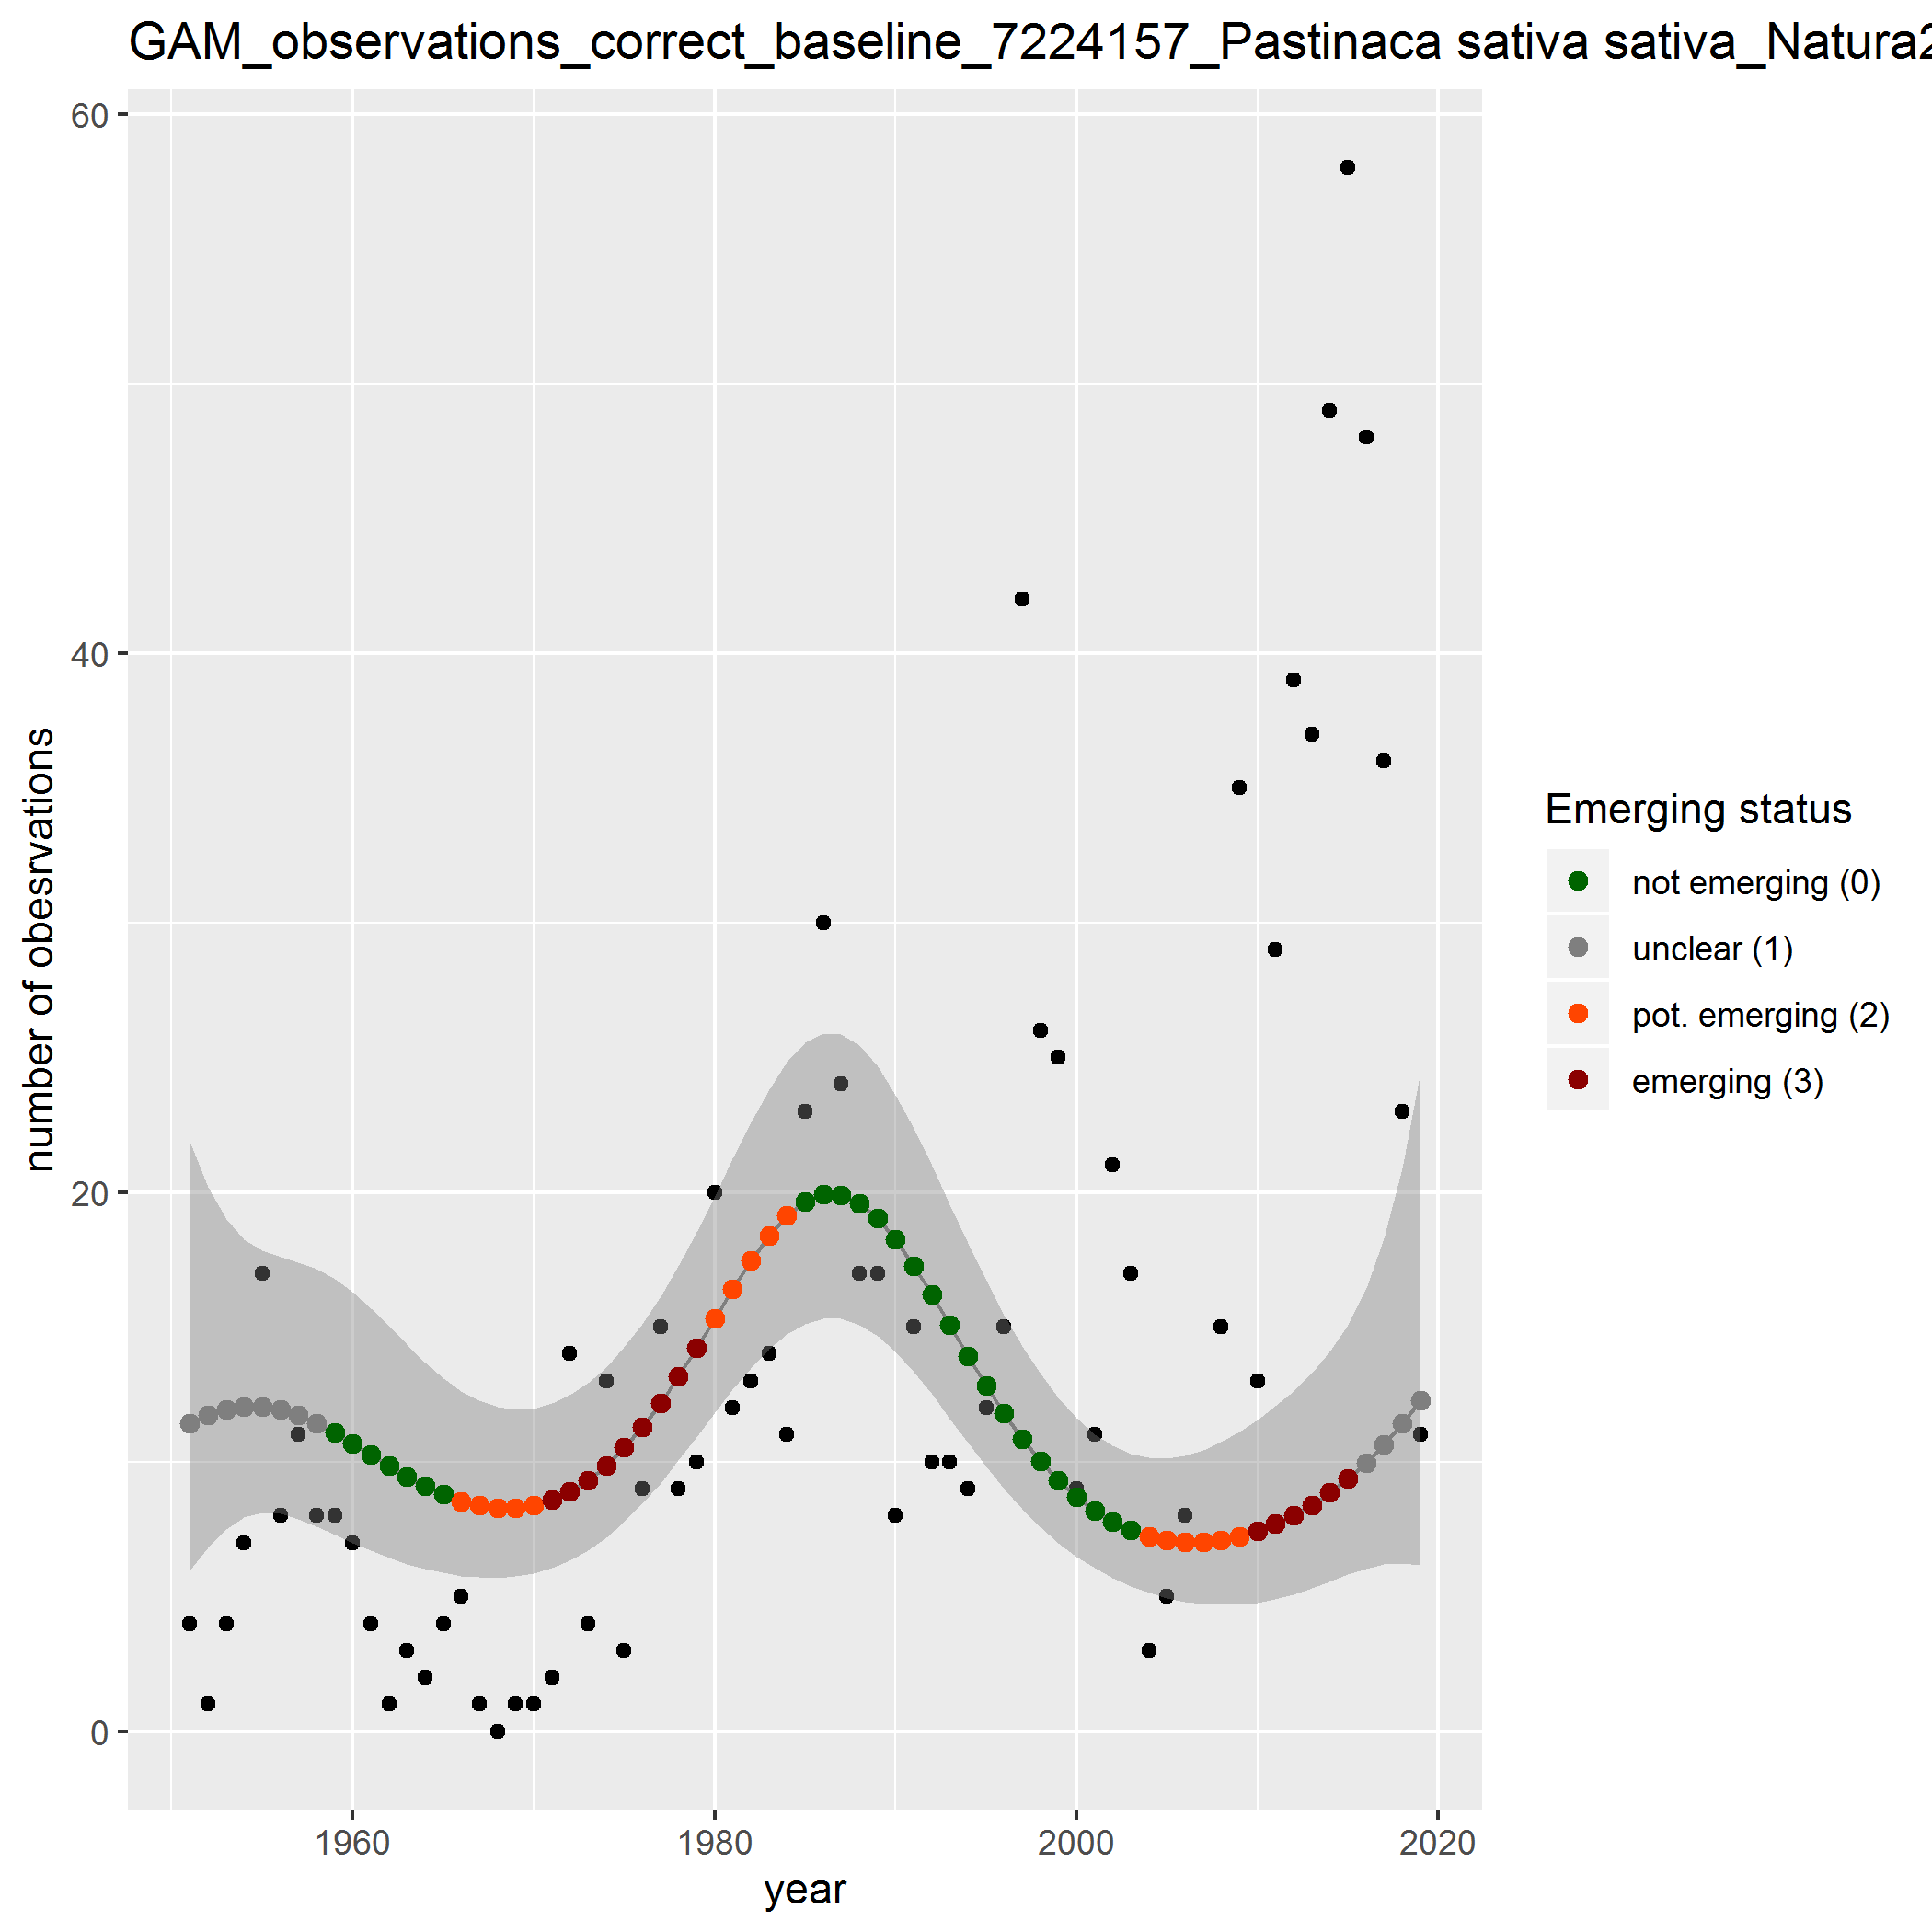 GAM_observations_correct_baseline_7224157_Pastinaca sativa sativa_Natura2
60
40
20
0
number of obesrvations
1960
1980
2000
2020
year
Emerging status
not emerging (0)
unclear (1)
pot. emerging (2)
emerging (3)